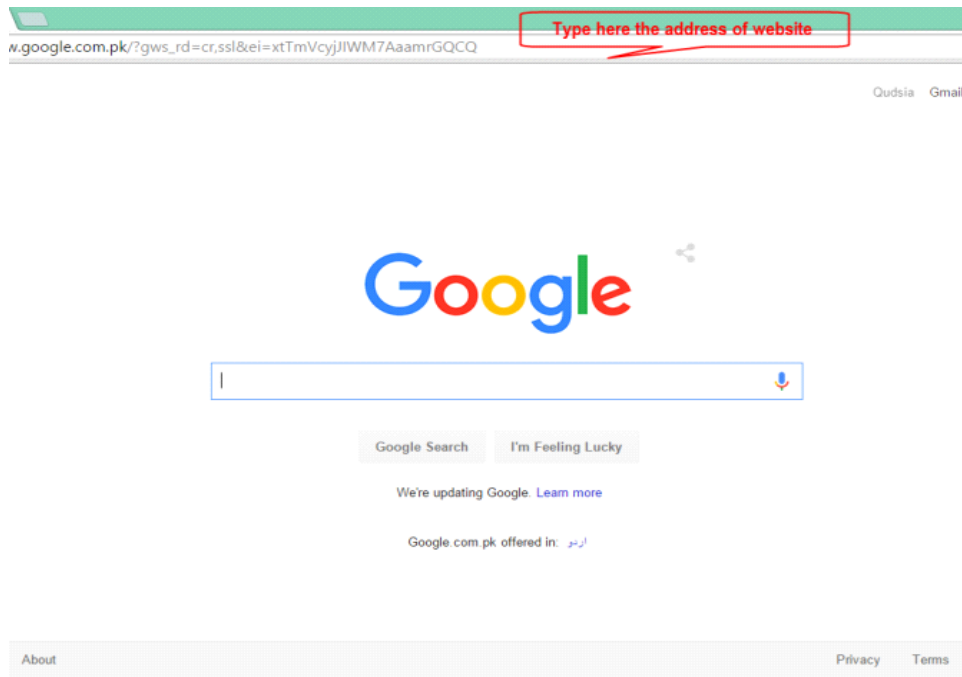 Type here the address of website
w.google.com.pk/?gws_rd=cr,ssl&ei=xtTmVcyjJIWM7AaamrGQCQ
Qudsia Gmail
Google
Google Search I'm Feeling Lucky
We're updating Google. Learn more
Google.com.pk offered in: اردو
About Privacy Terms